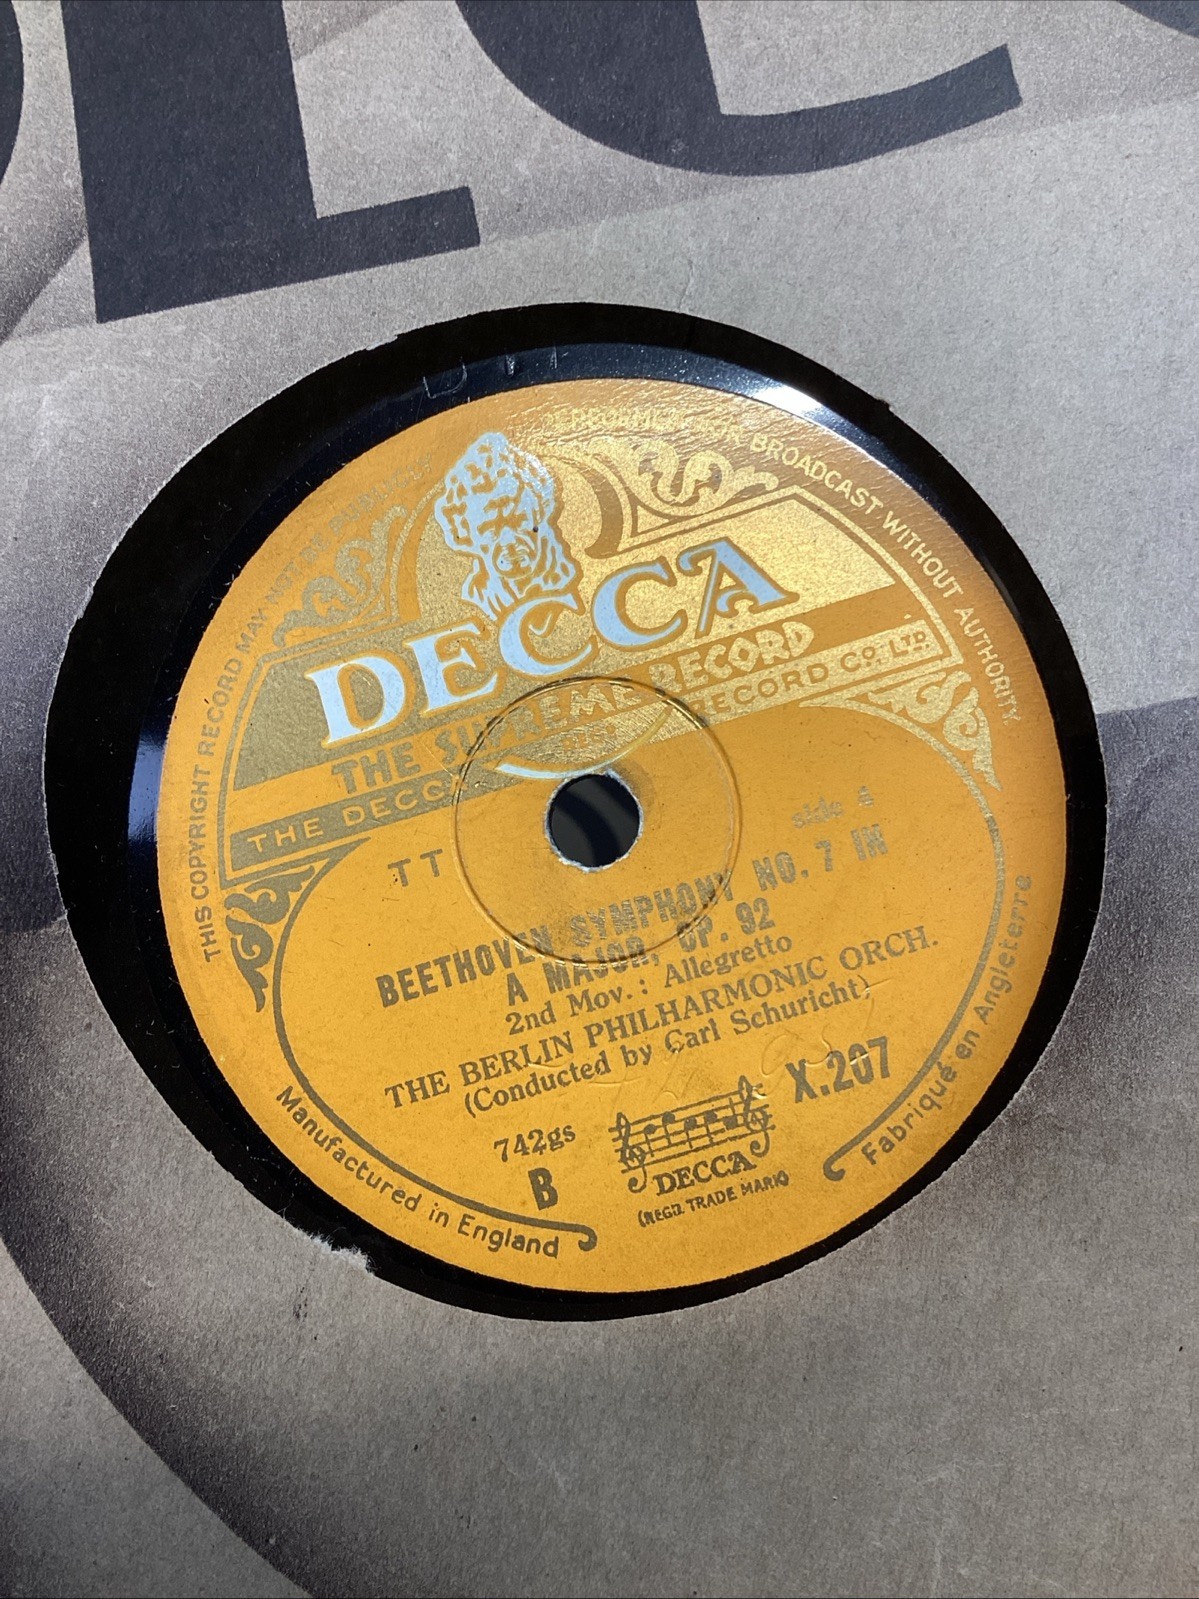 THIS COPYRIGHT RECORD MAY NOT BE PUBLICLY PERFORMED OR BROADCAST WITHOUT AUTHORITY.
DECCA
THE SUPREME RECORD
THE DECCA RECORD CO. LTD.
TT
side 4
BEETHOVEN SYMPHONY NO. 7 IN
A MAJOR, OP. 92
2nd Mov.: Allegretto
THE BERLIN PHILHARMONIC ORCH.
(Conducted by Carl Schuricht)
742gs
X.207
B
DECCA
(REGD. TRADE MARK)
Manufactured in England
Fabriqué en Angleterre